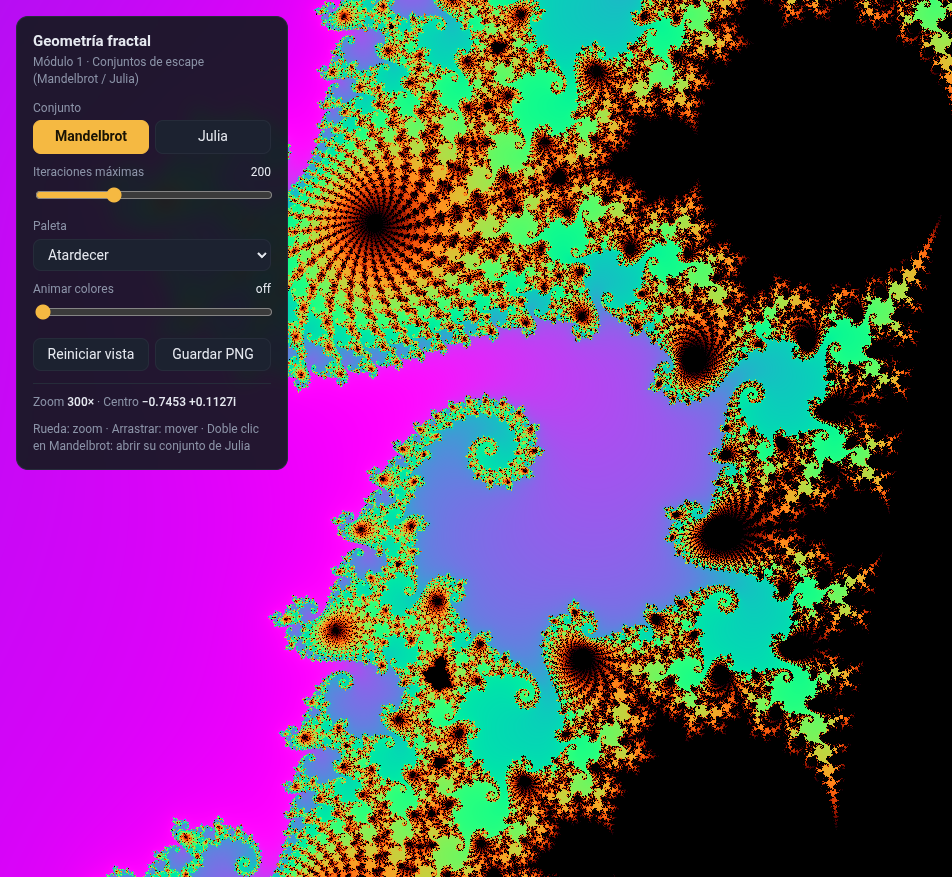 Geometría fractal
Módulo 1 · Conjuntos de escape
(Mandelbrot / Julia)
Conjunto
Mandelbrot Julia
Iteraciones máximas 200
Paleta
Atardecer
Animar colores off
Reiniciar vista Guardar PNG
Zoom 300× · Centro −0.7453 +0.1127i
Rueda: zoom · Arrastrar: mover · Doble clic
en Mandelbrot: abrir su conjunto de Julia